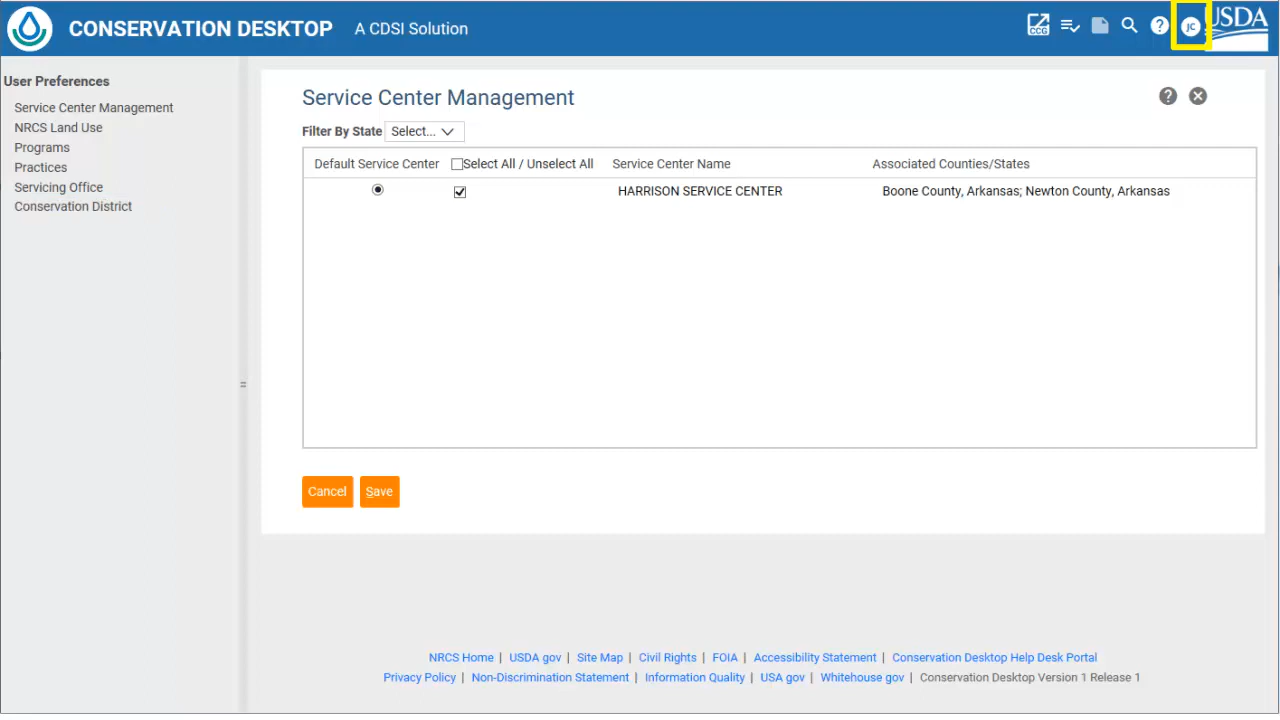 CONSERVATION DESKTOP A CDSI Solution CCG ? JC USDA
User Preferences
Service Center Management
NRCS Land Use
Programs
Practices
Servicing Office
Conservation District
Service Center Management ?
Filter By State Select...
Default Service Center Select All / Unselect All Service Center Name Associated Counties/States
HARRISON SERVICE CENTER Boone County, Arkansas; Newton County, Arkansas
Cancel Save
NRCS Home | USDA gov | Site Map | Civil Rights | FOIA | Accessibility Statement | Conservation Desktop Help Desk Portal
Privacy Policy | Non-Discrimination Statement | Information Quality | USA gov | Whitehouse gov | Conservation Desktop Version 1 Release 1